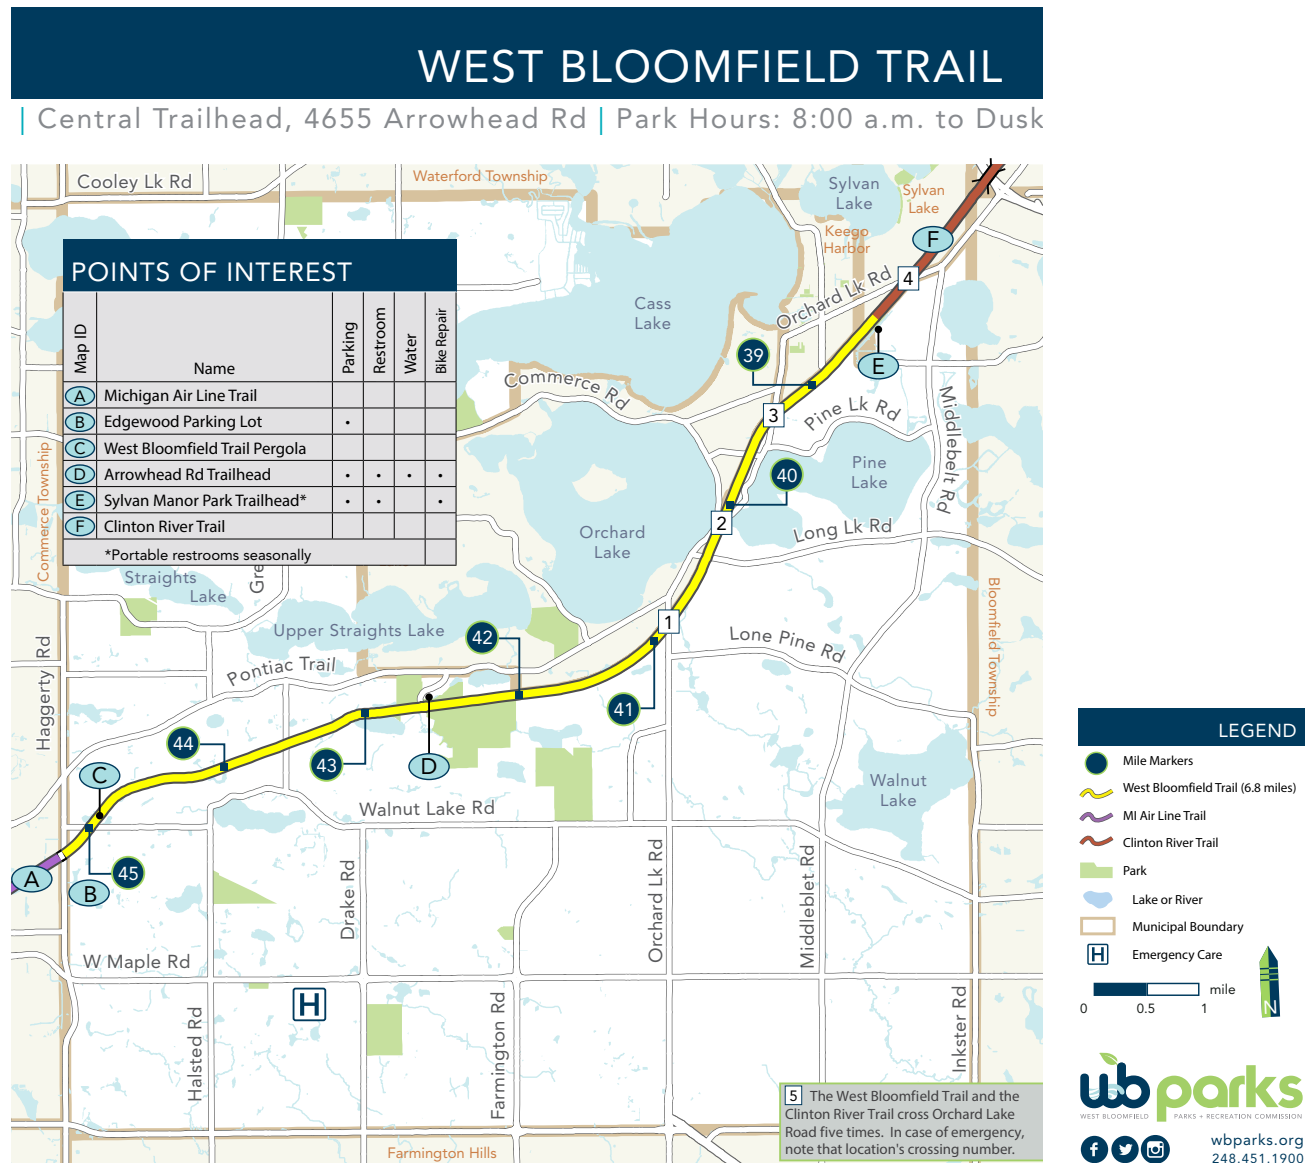 WEST BLOOMFIELD TRAIL
| Central Trailhead, 4655 Arrowhead Rd | Park Hours: 8:00 a.m. to Dusk
Cooley Lk Rd
Waterford Township
Sylvan
Lake
Sylvan
Lake
Keego
Harbor
F
4
Orchard Lk Rd
Cass
Lake
POINTS OF INTEREST
Map ID
Name
Parking
Restroom
Water
Bike Repair
A Michigan Air Line Trail
B Edgewood Parking Lot •
C West Bloomfield Trail Pergola
D Arrowhead Rd Trailhead • • • •
E Sylvan Manor Park Trailhead* • • •
F Clinton River Trail
*Portable restrooms seasonally
39
E
Commerce Rd
3
Pine Lk Rd
Middlebelt Rd
Commerce Township
40
Pine
Lake
2
Long Lk Rd
Orchard
Lake
Straights
Lake
Gre
Bloomfield Township
1
Upper Straights Lake
42
Lone Pine Rd
Pontiac Trail
Haggerty Rd
41
44
43
D
C
Walnut
Lake
Walnut Lake Rd
A
B
45
Drake Rd
Orchard Lk Rd
Middleblet Rd
W Maple Rd
H
Halsted Rd
Farmington Rd
Inkster Rd
Farmington Hills
5 The West Bloomfield Trail and the
Clinton River Trail cross Orchard Lake
Road five times. In case of emergency,
note that location's crossing number.
LEGEND
Mile Markers
West Bloomfield Trail (6.8 miles)
MI Air Line Trail
Clinton River Trail
Park
Lake or River
Municipal Boundary
H Emergency Care
mile
0 0.5 1
N
wb parks
WEST BLOOMFIELD PARKS + RECREATION COMMISSION
wbparks.org
248.451.1900